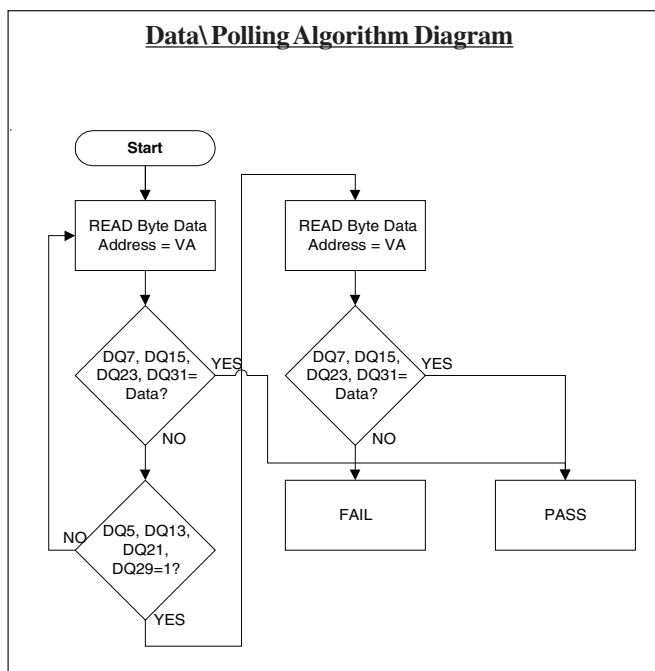 Data\ Polling Algorithm Diagram
Start
READ Byte Data
Address = VA
DQ7, DQ15,
DQ23, DQ31=
Data?
YES
NO
DQ5, DQ13,
DQ21,
DQ29=1?
NO
YES
READ Byte Data
Address = VA
DQ7, DQ15,
DQ23, DQ31=
Data?
YES
NO
FAIL
PASS